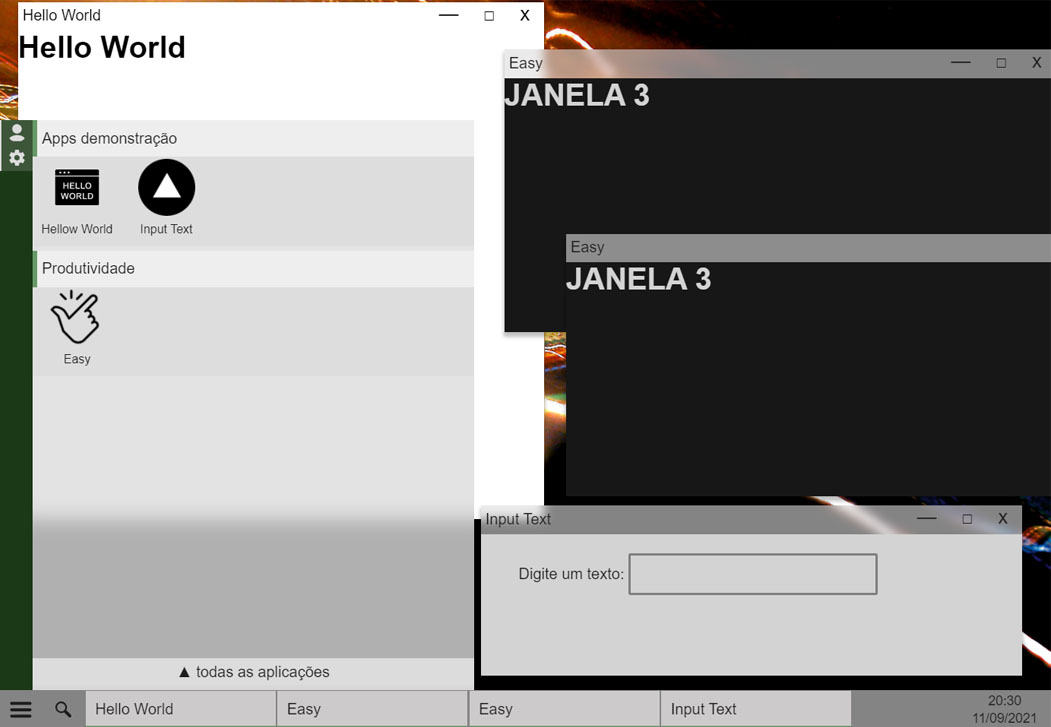 Hello World
Hello World
Easy
JANELA 3
Apps demonstração
HELLO
WORLD
Hellow World
Input Text
Produtividade
Easy
Easy
JANELA 3
Input Text
Digite um texto:
▲ todas as aplicações
Hello World
Easy
Easy
Input Text
20:30
11/09/2021